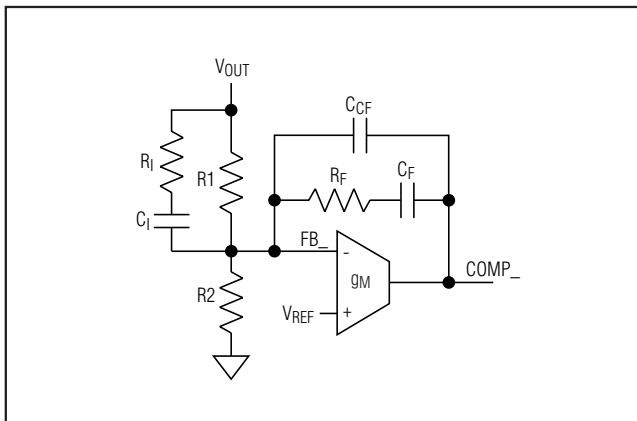 V_OUT
C_CF
R_I
R1
R_F
C_F
C_I
FB_
-
g_M
COMP_
R2
V_REF
+